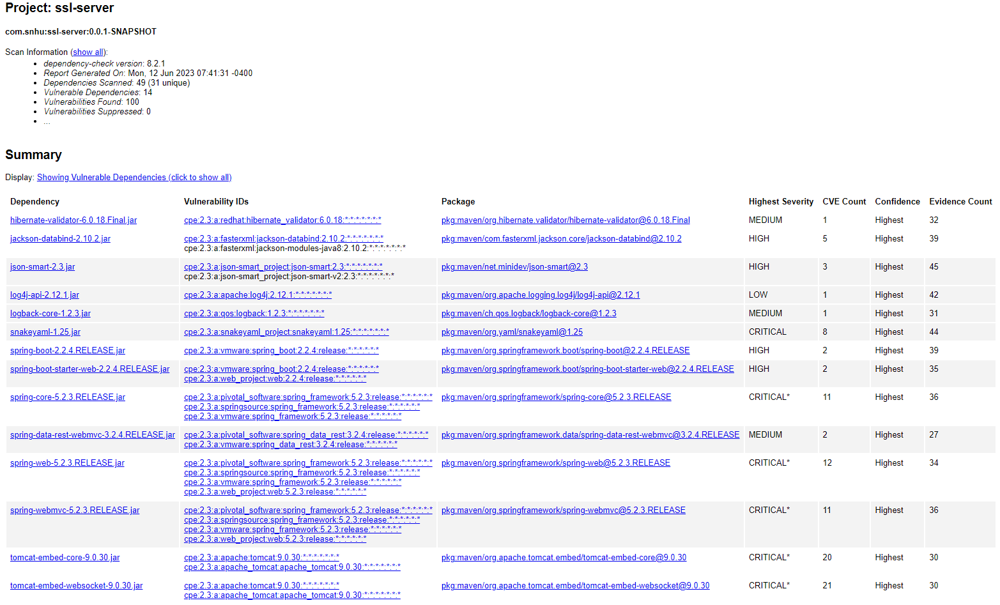 Project: ssl-server
com.snhu:ssl-server:0.0.1-SNAPSHOT
Scan Information (show all):
• dependency-check version: 8.2.1
• Report Generated On: Mon, 12 Jun 2023 07:41:31 -0400
• Dependencies Scanned: 49 (31 unique)
• Vulnerable Dependencies: 14
• Vulnerabilities Found: 100
• Vulnerabilities Suppressed: 0
• ...
Summary
Display: Showing Vulnerable Dependencies (click to show all)
Dependency Vulnerability IDs Package Highest Severity CVE Count Confidence Evidence Count
hibernate-validator-6.0.18.Final.jar cpe:2.3:a:redhat:hibernate_validator:6.0.18:*:*:*:*:*:*:* pkg:maven/org.hibernate.validator/hibernate-validator@6.0.18.Final MEDIUM 1 Highest 32
jackson-databind-2.10.2.jar cpe:2.3:a:fasterxml:jackson-databind:2.10.2:*:*:*:*:*:*:* pkg:maven/com.fasterxml.jackson.core/jackson-databind@2.10.2 HIGH 5 Highest 39
cpe:2.3:a:fasterxml:jackson-modules-java8:2.10.2:*:*:*:*:*:*:*
json-smart-2.3.jar cpe:2.3:a:json-smart_project:json-smart:2.3:*:*:*:*:*:*:* pkg:maven/net.minidev/json-smart@2.3 HIGH 3 Highest 45
cpe:2.3:a:json-smart_project:json-smart-v2:2.3:*:*:*:*:*:*:*
log4j-api-2.12.1.jar cpe:2.3:a:apache:log4j:2.12.1:*:*:*:*:*:*:* pkg:maven/org.apache.logging.log4j/log4j-api@2.12.1 LOW 1 Highest 42
logback-core-1.2.3.jar cpe:2.3:a:qos:logback:1.2.3:*:*:*:*:*:*:* pkg:maven/ch.qos.logback/logback-core@1.2.3 MEDIUM 1 Highest 31
snakeyaml-1.25.jar cpe:2.3:a:snakeyaml_project:snakeyaml:1.25:*:*:*:*:*:*:* pkg:maven/org.yaml/snakeyaml@1.25 CRITICAL 8 Highest 44
spring-boot-2.2.4.RELEASE.jar cpe:2.3:a:vmware:spring_boot:2.2.4:release:*:*:*:*:*:* pkg:maven/org.springframework.boot/spring-boot@2.2.4.RELEASE HIGH 2 Highest 39
spring-boot-starter-web-2.2.4.RELEASE.jar cpe:2.3:a:vmware:spring_boot:2.2.4:release:*:*:*:*:*:* pkg:maven/org.springframework.boot/spring-boot-starter-web@2.2.4.RELEASE HIGH 2 Highest 35
cpe:2.3:a:web_project:web:2.2.4:release:*:*:*:*:*:*
spring-core-5.2.3.RELEASE.jar cpe:2.3:a:pivotal_software:spring_framework:5.2.3:release:*:*:*:*:*:* pkg:maven/org.springframework/spring-core@5.2.3.RELEASE CRITICAL* 11 Highest 36
cpe:2.3:a:springsource:spring_framework:5.2.3:release:*:*:*:*:*:*
cpe:2.3:a:vmware:spring_framework:5.2.3:release:*:*:*:*:*:*
spring-data-rest-webmvc-3.2.4.RELEASE.jar cpe:2.3:a:pivotal_software:spring_data_rest:3.2.4:release:*:*:*:*:*:* pkg:maven/org.springframework.data/spring-data-rest-webmvc@3.2.4.RELEASE MEDIUM 2 Highest 27
cpe:2.3:a:vmware:spring_data_rest:3.2.4:release:*:*:*:*:*:*
spring-web-5.2.3.RELEASE.jar cpe:2.3:a:pivotal_software:spring_framework:5.2.3:release:*:*:*:*:*:* pkg:maven/org.springframework/spring-web@5.2.3.RELEASE CRITICAL* 12 Highest 34
cpe:2.3:a:springsource:spring_framework:5.2.3:release:*:*:*:*:*:*
cpe:2.3:a:vmware:spring_framework:5.2.3:release:*:*:*:*:*:*
cpe:2.3:a:web_project:web:5.2.3:release:*:*:*:*:*:*
spring-webmvc-5.2.3.RELEASE.jar cpe:2.3:a:pivotal_software:spring_framework:5.2.3:release:*:*:*:*:*:* pkg:maven/org.springframework/spring-webmvc@5.2.3.RELEASE CRITICAL* 11 Highest 36
cpe:2.3:a:springsource:spring_framework:5.2.3:release:*:*:*:*:*:*
cpe:2.3:a:vmware:spring_framework:5.2.3:release:*:*:*:*:*:*
cpe:2.3:a:web_project:web:5.2.3:release:*:*:*:*:*:*
tomcat-embed-core-9.0.30.jar cpe:2.3:a:apache:tomcat:9.0.30:*:*:*:*:*:*:* pkg:maven/org.apache.tomcat.embed/tomcat-embed-core@9.0.30 CRITICAL* 20 Highest 30
cpe:2.3:a:apache_tomcat:apache_tomcat:9.0.30:*:*:*:*:*:*:*
tomcat-embed-websocket-9.0.30.jar cpe:2.3:a:apache:tomcat:9.0.30:*:*:*:*:*:*:* pkg:maven/org.apache.tomcat.embed/tomcat-embed-websocket@9.0.30 CRITICAL* 21 Highest 30
cpe:2.3:a:apache_tomcat:apache_tomcat:9.0.30:*:*:*:*:*:*:*